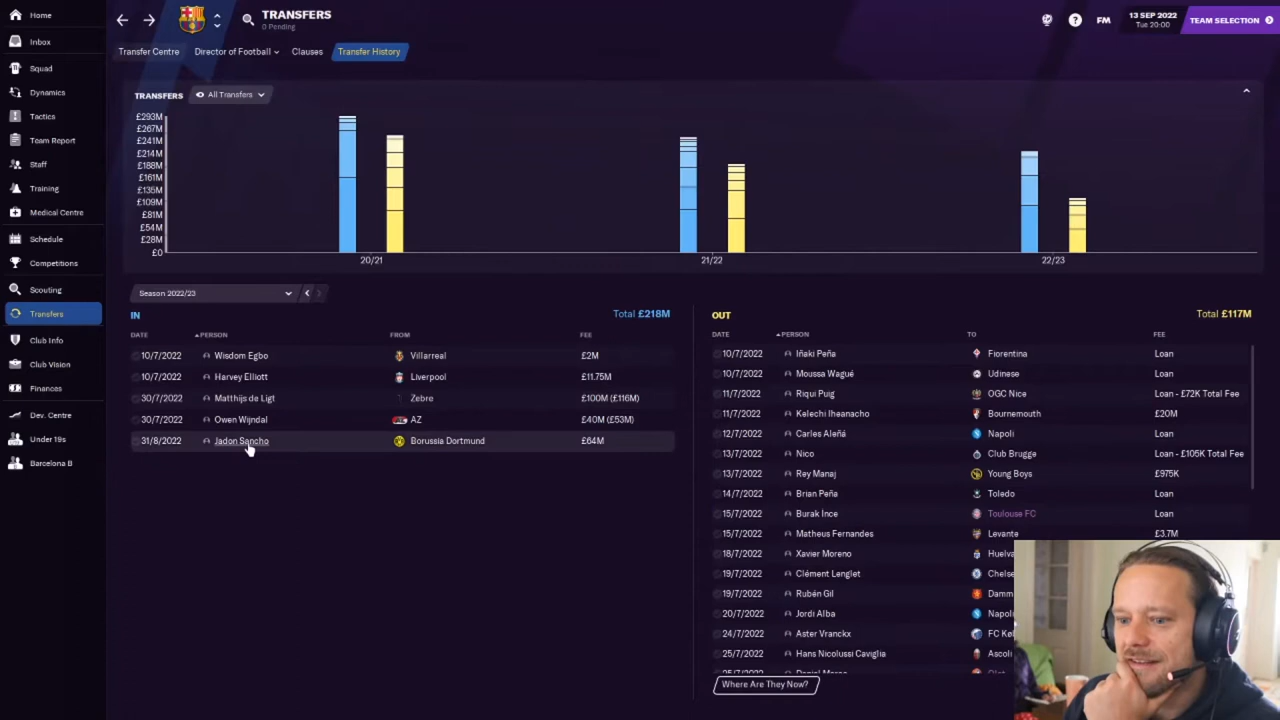 Home
TRANSFERS
0 Pending
FM
13 SEP 2022
Tue 20:00
TEAM SELECTION
Inbox
Transfer Centre
Director of Football
Clauses
Transfer History
Squad
Dynamics
Tactics
Team Report
Staff
Training
Medical Centre
Schedule
Competitions
Scouting
Transfers
Club Info
Club Vision
Finances
Dev. Centre
Under 19s
Barcelona B
TRANSFERS All Transfers
£293M
£267M
£241M
£214M
£188M
£161M
£135M
£109M
£81M
£54M
£28M
£0
20/21 21/22 22/23
Season 2022/23
IN Total £218M
DATE PERSON FROM FEE
10/7/2022 Wisdom Egbo Villarreal £2M
10/7/2022 Harvey Elliott Liverpool £11.75M
30/7/2022 Matthijs de Ligt Zebre £100M (£116M)
30/7/2022 Owen Wijndal AZ £40M (£53M)
31/8/2022 Jadon Sancho Borussia Dortmund £64M
OUT Total £117M
DATE PERSON TO FEE
10/7/2022 Iñaki Peña Fiorentina Loan
10/7/2022 Moussa Wagué Udinese Loan
11/7/2022 Riqui Puig OGC Nice Loan - £72K Total Fee
11/7/2022 Kelechi Iheanacho Bournemouth £20M
12/7/2022 Carles Aleñá Napoli Loan
13/7/2022 Nico Club Brugge Loan - £105K Total Fee
13/7/2022 Rey Manaj Young Boys £975K
14/7/2022 Brian Peña Toledo Loan
15/7/2022 Burak Ince Toulouse FC Loan
15/7/2022 Matheus Fernandes Levante £3.7M
18/7/2022 Xavier Moreno Huelva
19/7/2022 Clément Lenglet Chelse
19/7/2022 Rubén Gil Damm
20/7/2022 Jordi Alba Napoli
24/7/2022 Aster Vranckx FC Kø
25/7/2022 Hans Nicolussi Caviglia Ascoli
Where Are They Now?